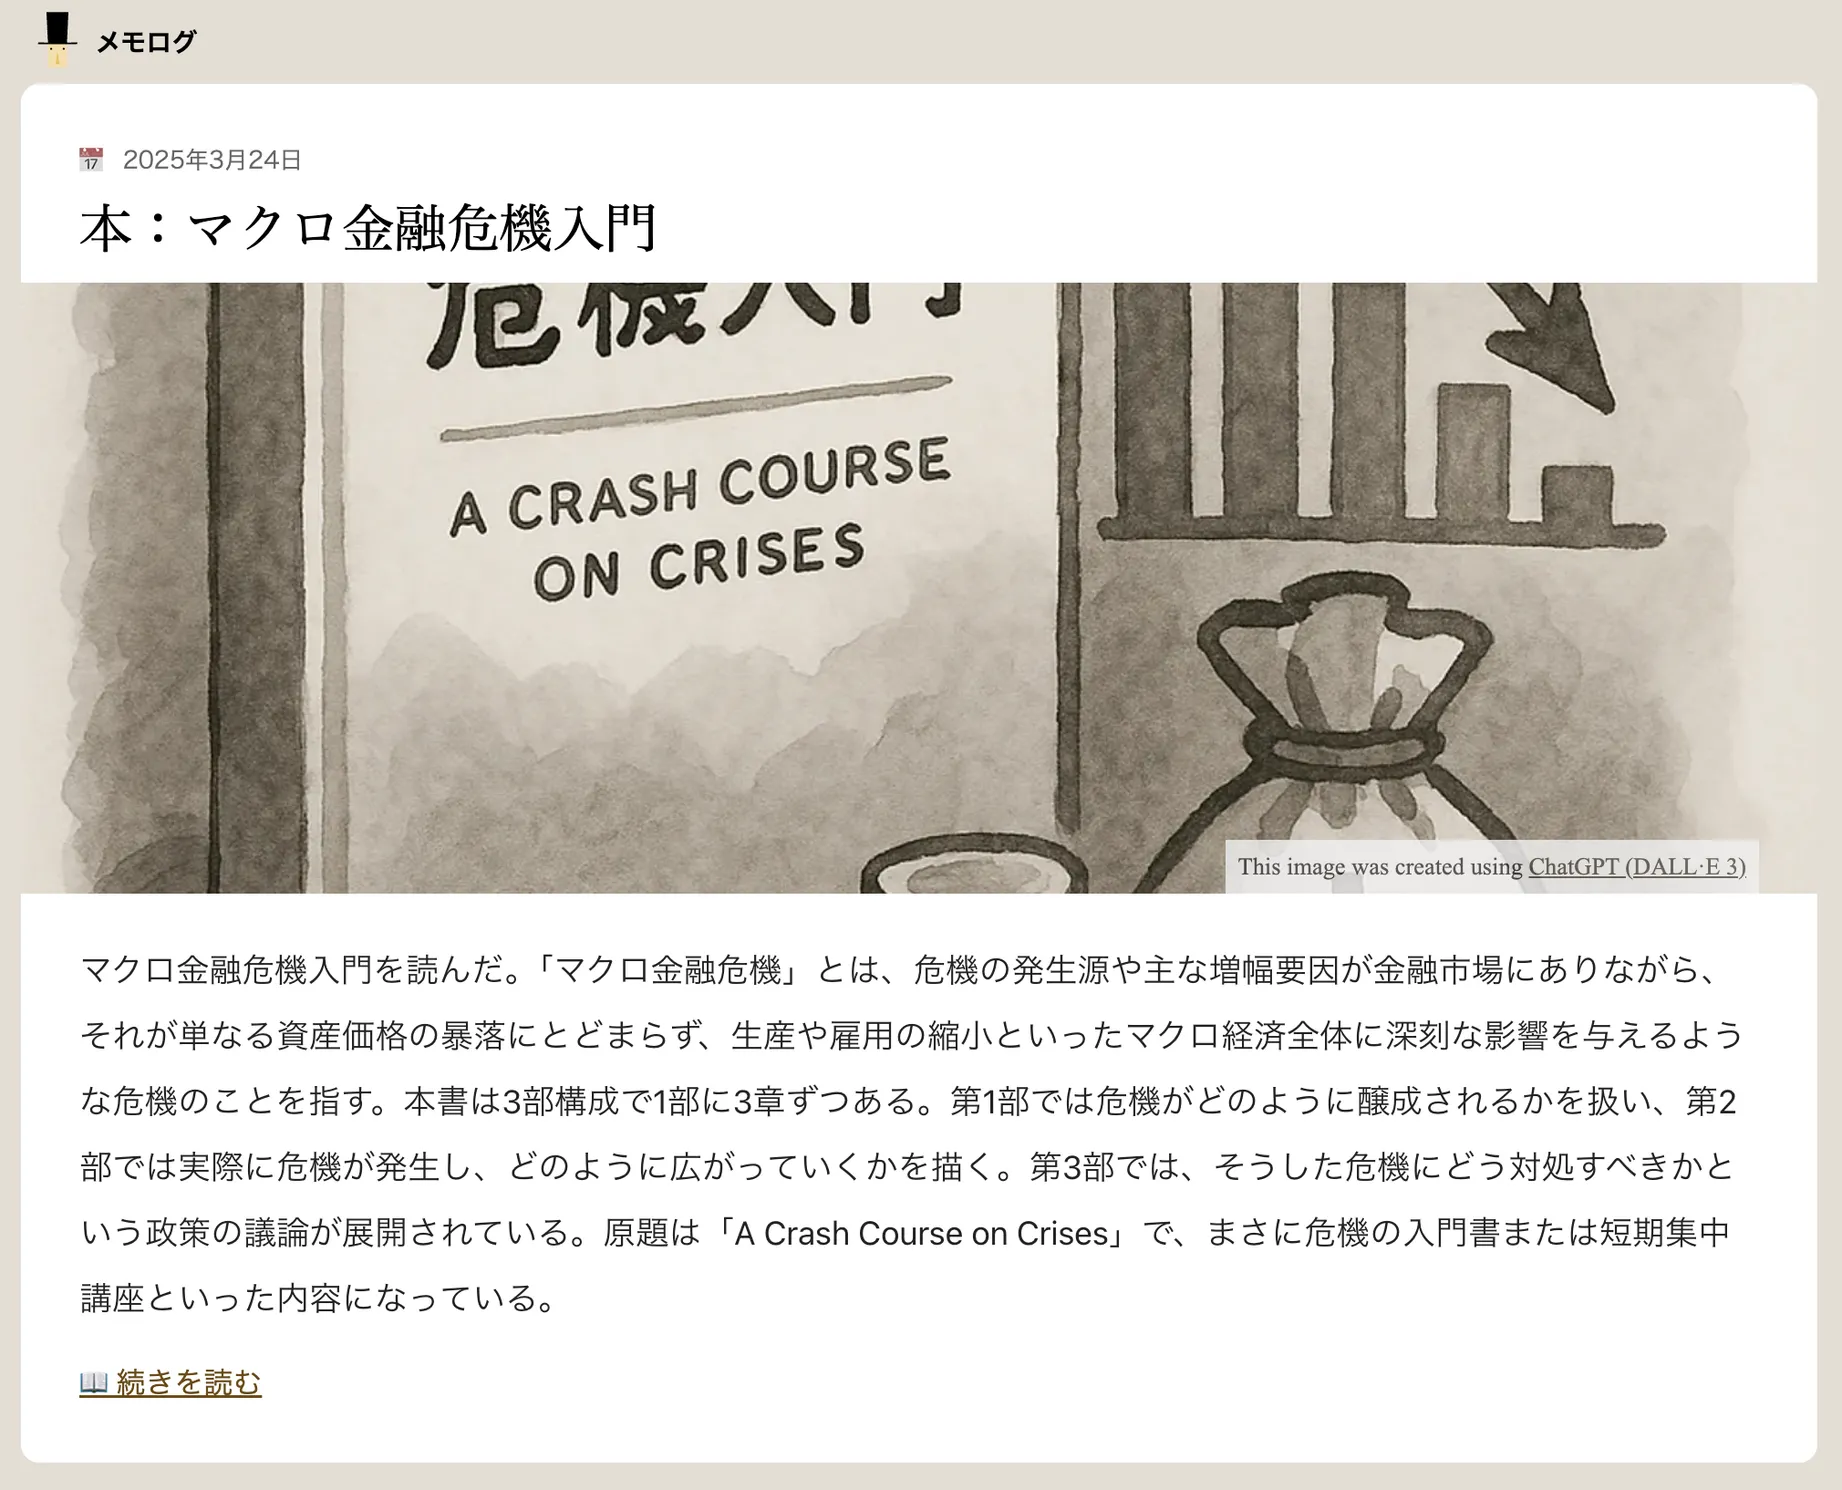 メモログ
17 2025年3月24日
本：マクロ金融危機入門
危機入門
A CRASH COURSE
ON CRISES
This image was created using ChatGPT (DALL·E 3)
マクロ金融危機入門を読んだ。「マクロ金融危機」とは、危機の発生源や主な増幅要因が金融市場にありながら、
それが単なる資産価格の暴落にとどまらず、生産や雇用の縮小といったマクロ経済全体に深刻な影響を与えるよう
な危機のことを指す。本書は3部構成で1部に3章ずつある。第1部では危機がどのように醸成されるかを扱い、第2
部では実際に危機が発生し、どのように広がっていくかを描く。第3部では、そうした危機にどう対処すべきかと
いう政策の議論が展開されている。原題は「A Crash Course on Crises」で、まさに危機の入門書または短期集中
講座といった内容になっている。
続きを読む